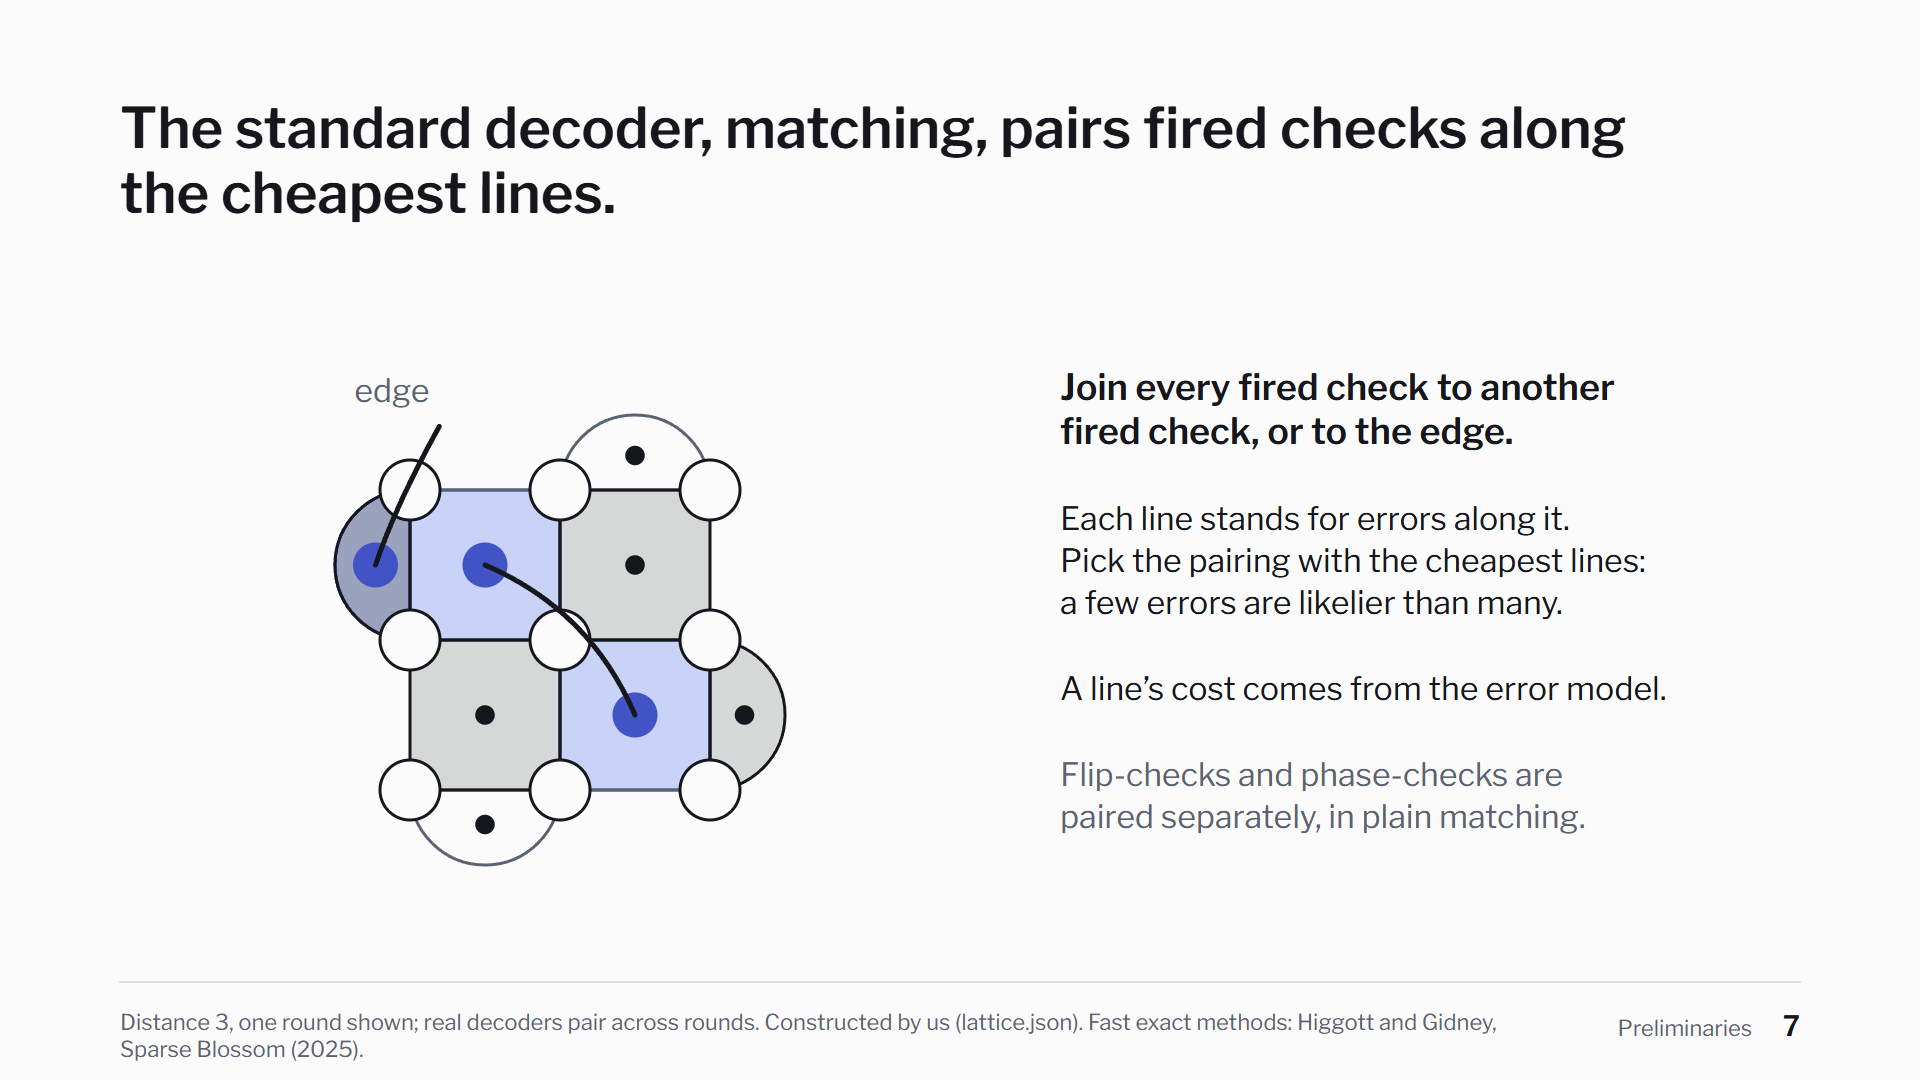 The standard decoder, matching, pairs fired checks along
the cheapest lines.
edge
Join every fired check to another
fired check, or to the edge.
Each line stands for errors along it.
Pick the pairing with the cheapest lines:
a few errors are likelier than many.
A line’s cost comes from the error model.
Flip-checks and phase-checks are
paired separately, in plain matching.
Distance 3, one round shown; real decoders pair across rounds. Constructed by us (lattice.json). Fast exact methods: Higgott and Gidney,
Sparse Blossom (2025).
Preliminaries 7